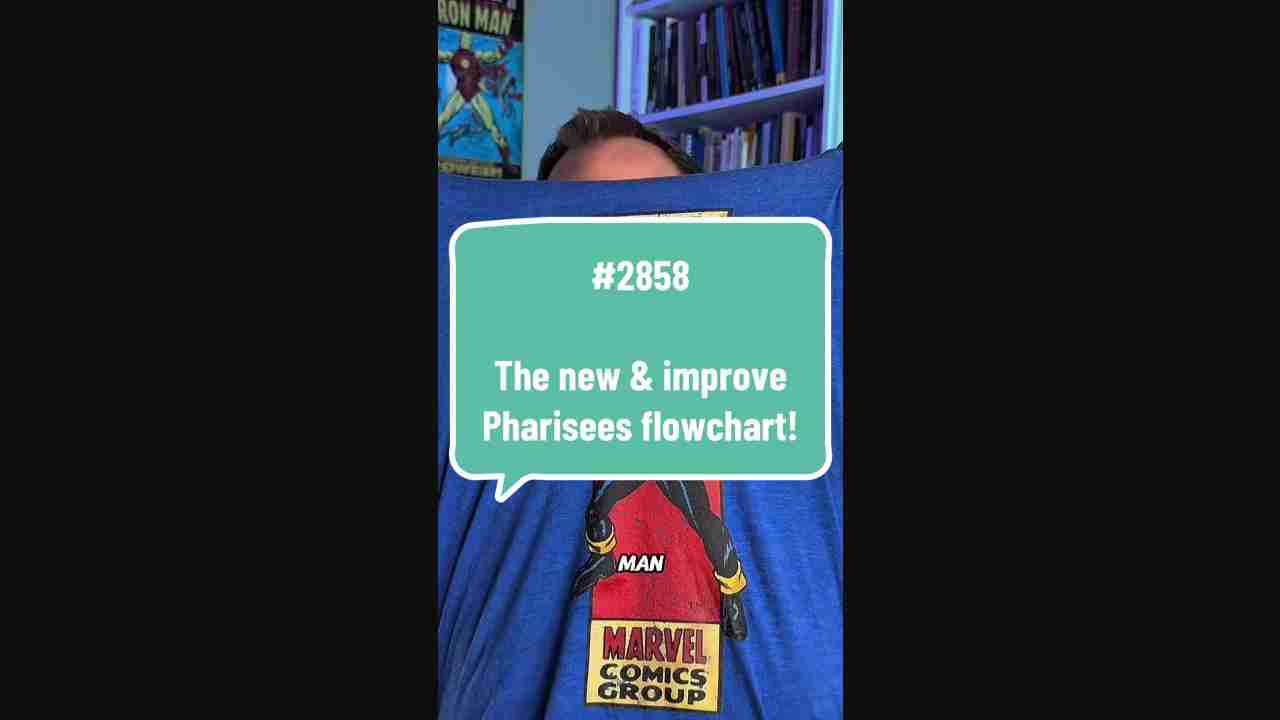 RON MAN
#2858
The new & improve
Pharisees flowchart!
MAN
MARVEL
COMICS
GROUP